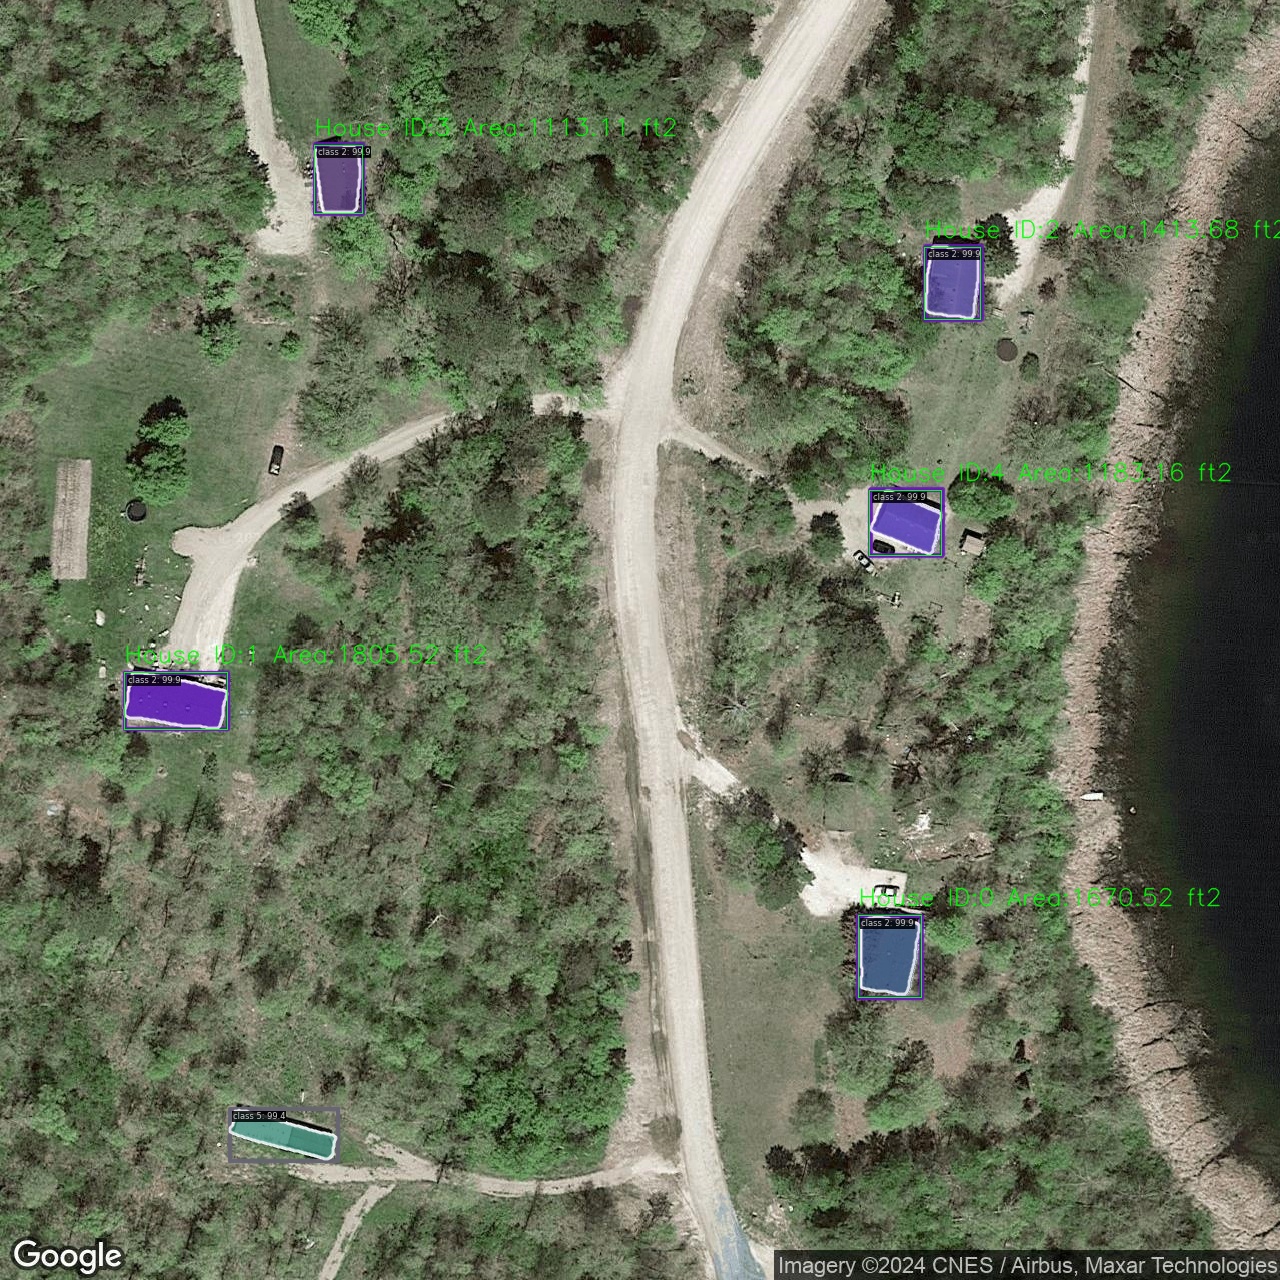 House ID:3 Area:1113.11 ft2
class 2: 99.9
House ID:2 Area:1413.68 ft2
class 2: 99.9
House ID:4 Area:1183.16 ft2
class 2: 99.9
House ID:1 Area:1805.52 ft2
class 2: 99.9
House ID:0 Area:1670.52 ft2
class 2: 99.9
class 5: 99.4
Google
Imagery ©2024 CNES / Airbus, Maxar Technologies